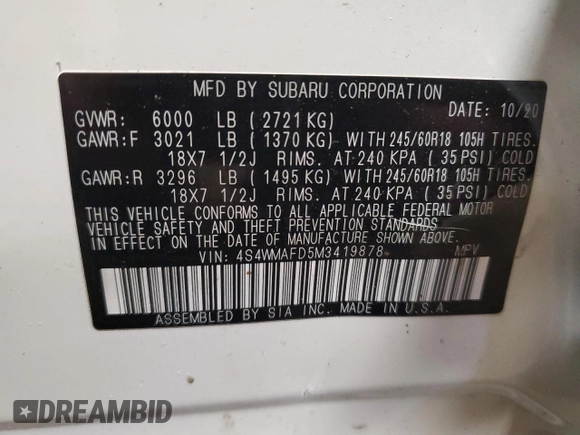 MFD BY SUBARU CORPORATION
GVWR: 6000 LB ( 2721 KG) DATE: 10/20
GAWR:F 3021 LB ( 1370 KG) WITH 245/60R18 105H TIRES.
18X7 1/2J RIMS. AT 240 KPA ( 35 PSI) COLD
GAWR:R 3296 LB ( 1495 KG) WITH 245/60R18 105H TIRES.
18X7 1/2J RIMS. AT 240 KPA ( 35 PSI) COLD
THIS VEHICLE CONFORMS TO ALL APPLICABLE FEDERAL MOTOR
VEHICLE SAFETY AND THEFT PREVENTION STANDARDS
IN EFFECT ON THE DATE OF MANUFACTURE SHOWN ABOVE.
VIN: 4S4WMAFD5M3419878 MPV
ASSEMBLED BY SIA INC. MADE IN U.S.A.
DREAMBID